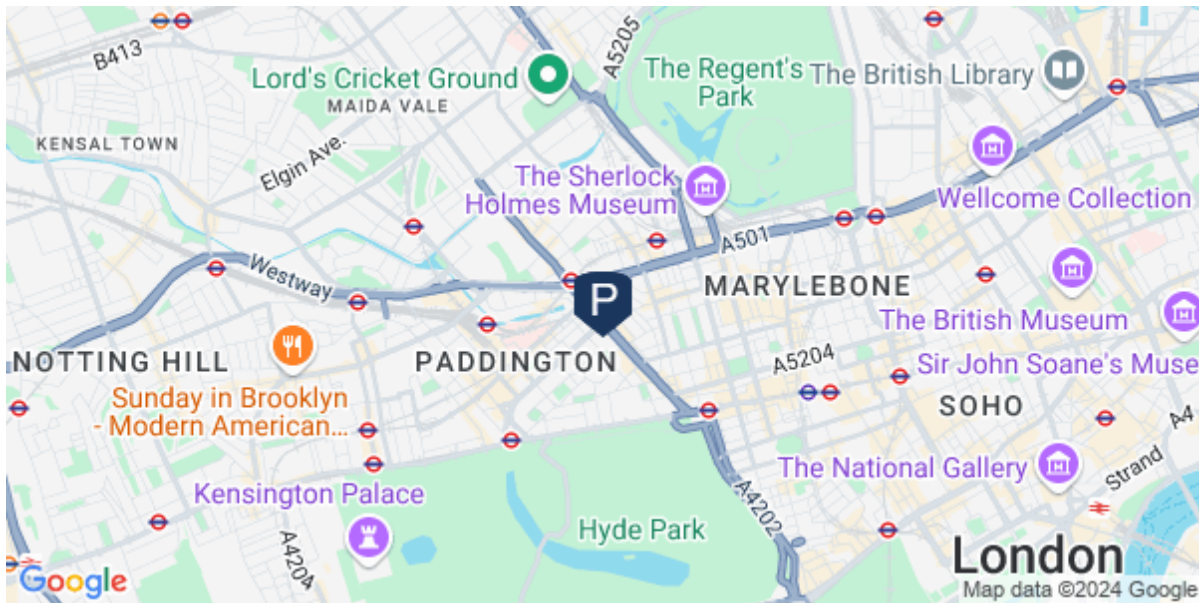 B413
A5205
Lord's Cricket Ground
MAIDA VALE
The Regent's
Park
The British Library
KENSAL TOWN
Elgin Ave.
The Sherlock
Holmes Museum
Wellcome Collection
A501
Westway
MARYLEBONE
P
The British Museum
NOTTING HILL
PADDINGTON
A5204
Sir John Soane's Muse
Sunday in Brooklyn
- Modern American...
SOHO
A4
Strand
The National Gallery
Kensington Palace
A4202
Hyde Park
A4204
London
Google
Map data ©2024 Google